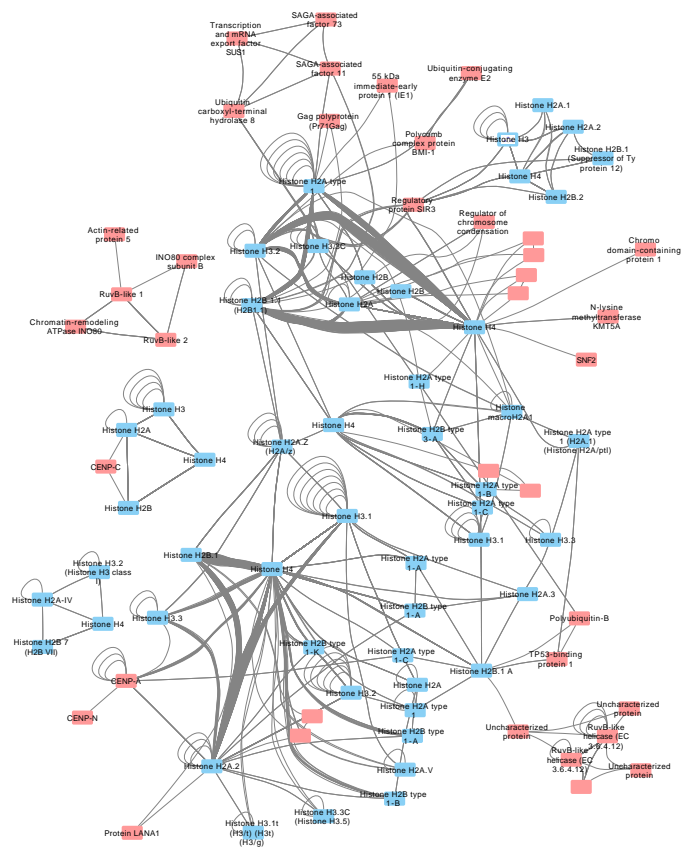 SAGA-associated
factor 73
Transcription
and mRNA
export factor
SUS1
SAGA-associated
factor 11
55 kDa
immediate-early
protein 1 (IE1)
Ubiquitin-conjugating
enzyme E2
Ubiquitin
carboxyl-terminal
hydrolase 8
Gag polyprotein
(Pr71Gag)
Polycomb
complex protein
BMI-1
Histone H2A.1
Histone H2A.2
Histone H3
Histone H2B.1
(Suppressor of Ty
protein 12)
Histone H4
Histone H2B.2
Histone H2A type
1
Regulatory
protein SIR3
Regulator of
chromosome
condensation
Actin-related
protein 5
INO80 complex
subunit B
RuvB-like 1
Chromatin-remodeling
ATPase INO80
RuvB-like 2
Histone H3.2
Histone H3.3C
Histone H2B
Histone H2B
Histone H2A
Histone H2B 1.1
(H2B1.1)
Histone H4
Chromo
domain-containing
protein 1
N-lysine
methyltransferase
KMT5A
SNF2
Histone H2A type
1-H
Histone
macroH2A1
Histone H3
Histone H2A
Histone H4
CENP-C
Histone H2B
Histone H4
Histone H2A.Z
(H2A/z)
Histone H2B type
3-A
Histone H2A type
1 (H2A.1)
(Histone H2A/ptl)
Histone H2A type
1-B
Histone H2A type
1-C
Histone H3.1
Histone H3.1
Histone H3.3
Histone H2B.1
Histone H4
Histone H2A type
1-A
Histone H2A.3
Histone H2B type
1-A
Histone H3.2
(Histone H3 class
I)
Histone H2A-IV
Histone H4
Histone H2B 7
(H2B VII)
Histone H3.3
Polyubiquitin-B
TP53-binding
protein 1
Histone H2B type
1-K
Histone H2A type
1-C
Histone H2B.1 A
CENP-A
CENP-N
Histone H3.2
Histone H2A
Histone H2A type
1
Histone H2B type
1-A
Histone H2A.2
Histone H2A.V
Histone H2B type
1-B
Histone H3.3C
(Histone H3.5)
Histone H3.1t
(H3/t) (H3t)
(H3/g)
Protein LANA1
Uncharacterized
protein
Uncharacterized
protein
RuvB-like
helicase (EC
3.6.4.12)
RuvB-like
helicase (EC
3.6.4.12)
Uncharacterized
protein